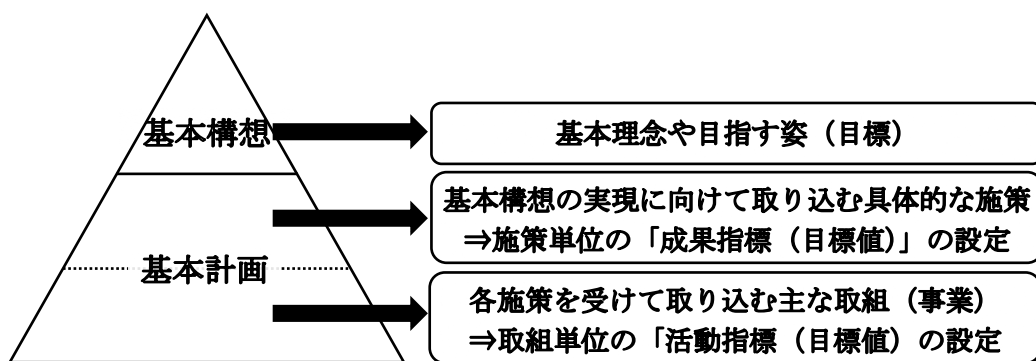 基本構想
基本理念や目指す姿（目標）
基本構想の実現に向けて取り込む具体的な施策
⇒施策単位の「成果指標（目標値）」の設定
基本計画
各施策を受けて取り込む主な取組（事業）
⇒取組単位の「活動指標（目標値）の設定